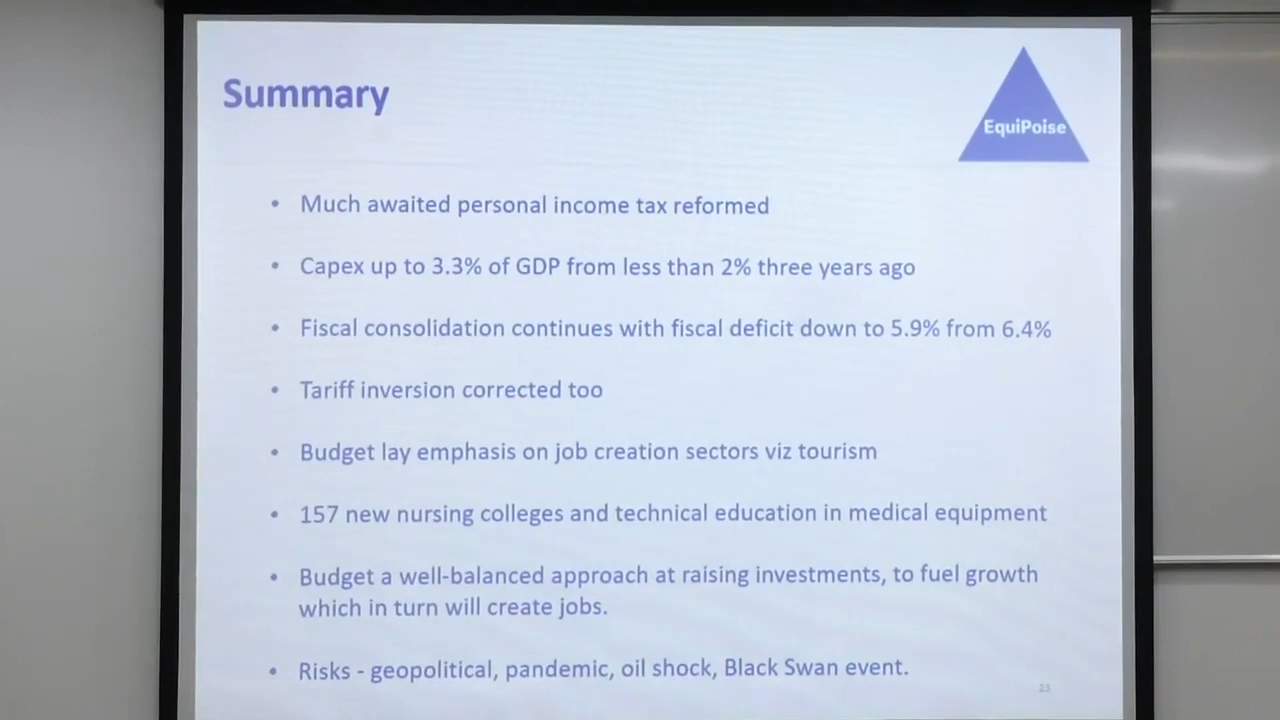 Summary
EquiPoise
• Much awaited personal income tax reformed
• Capex up to 3.3% of GDP from less than 2% three years ago
• Fiscal consolidation continues with fiscal deficit down to 5.9% from 6.4%
• Tariff inversion corrected too
• Budget lay emphasis on job creation sectors viz tourism
• 157 new nursing colleges and technical education in medical equipment
• Budget a well-balanced approach at raising investments, to fuel growth
which in turn will create jobs.
• Risks - geopolitical, pandemic, oil shock, Black Swan event.
23